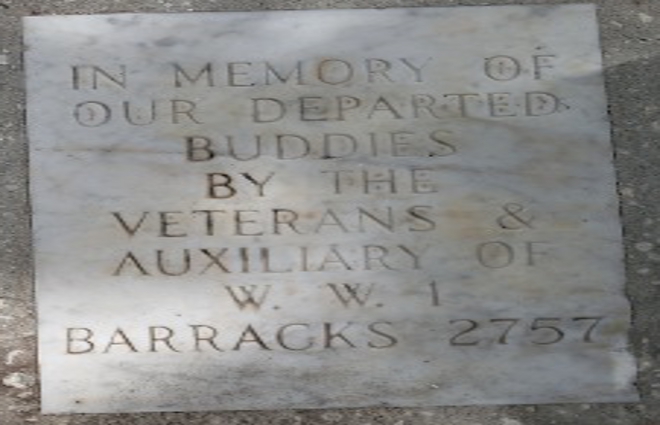 IN MEMORY OF
OUR DEPARTED
BUDDIES
BY THE
VETERANS &
AUXILIARY OF
W. W. 1
BARRACKS 2757